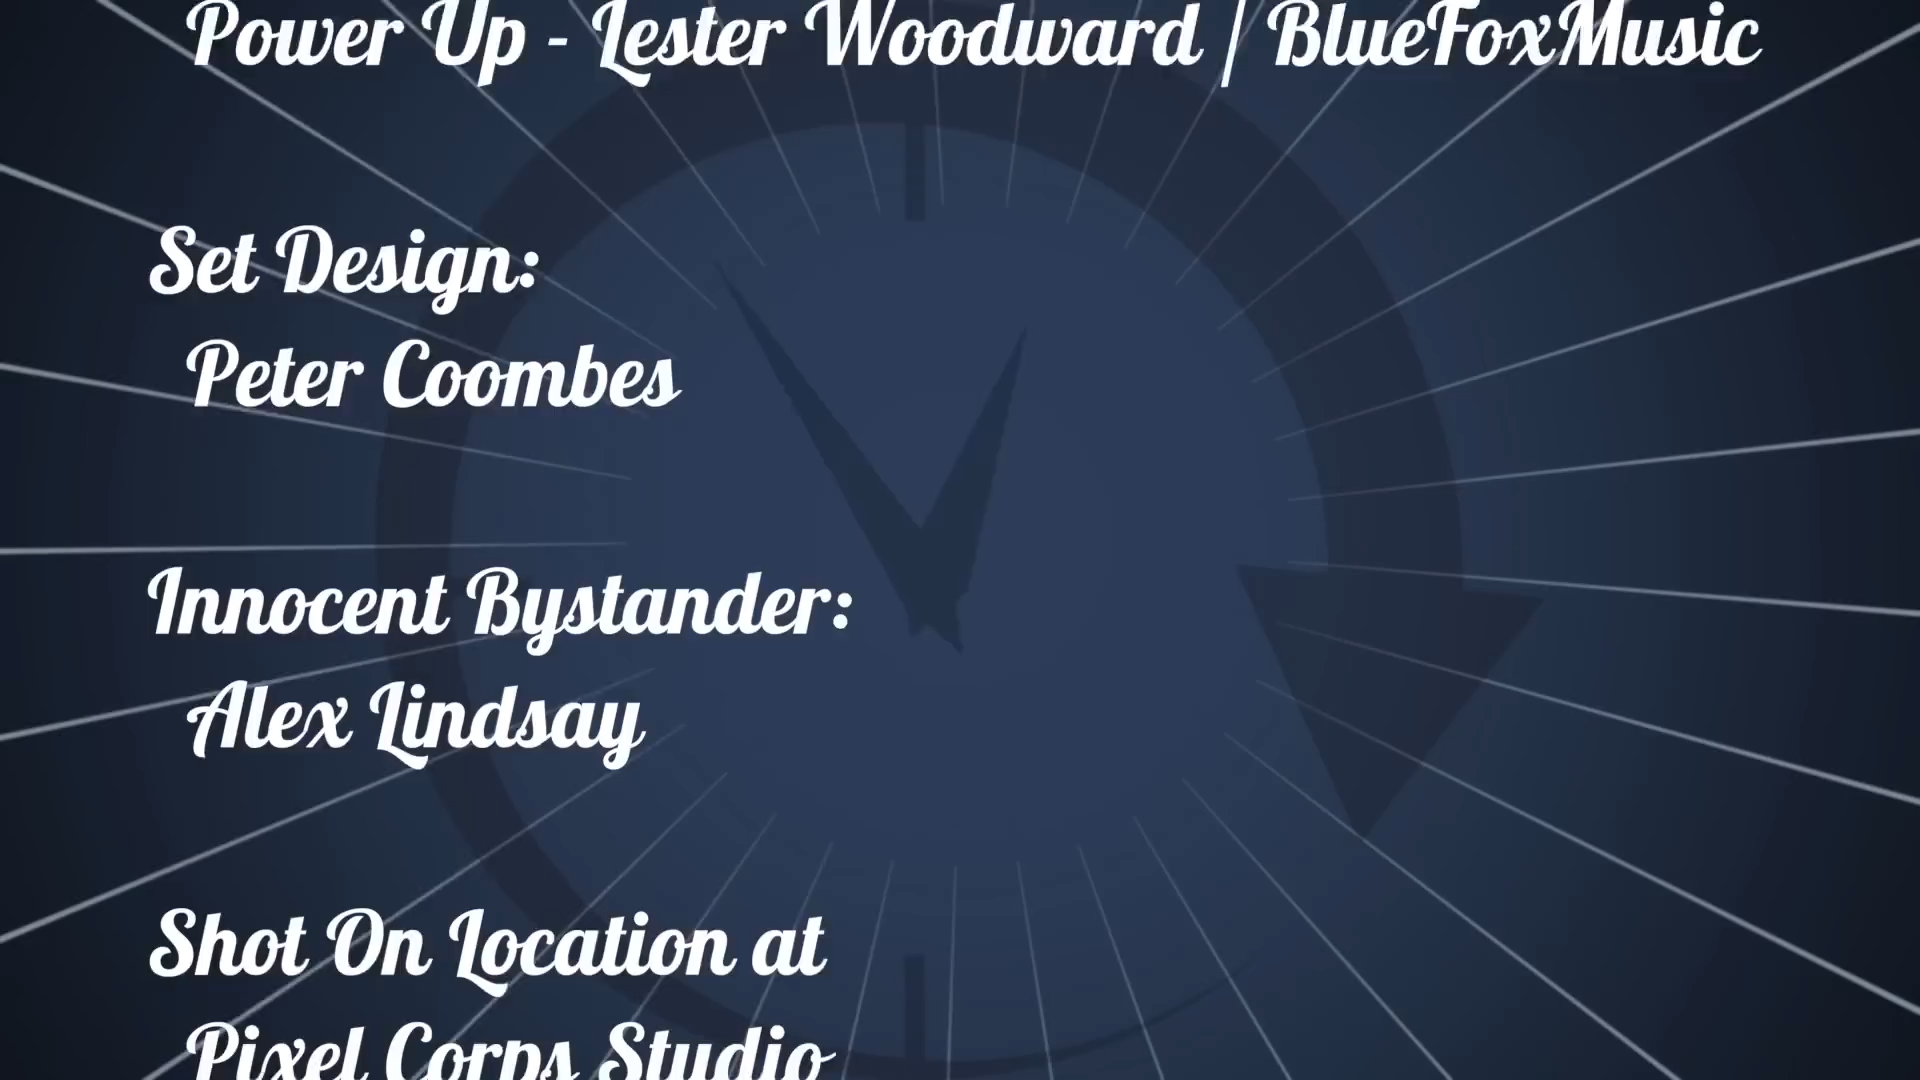 Power Up - Lester Woodward / BlueFoxMusic
Set Design:
Peter Coombes
Innocent Bystander:
Alex Lindsay
Shot On Location at
Pixel Corps Studio